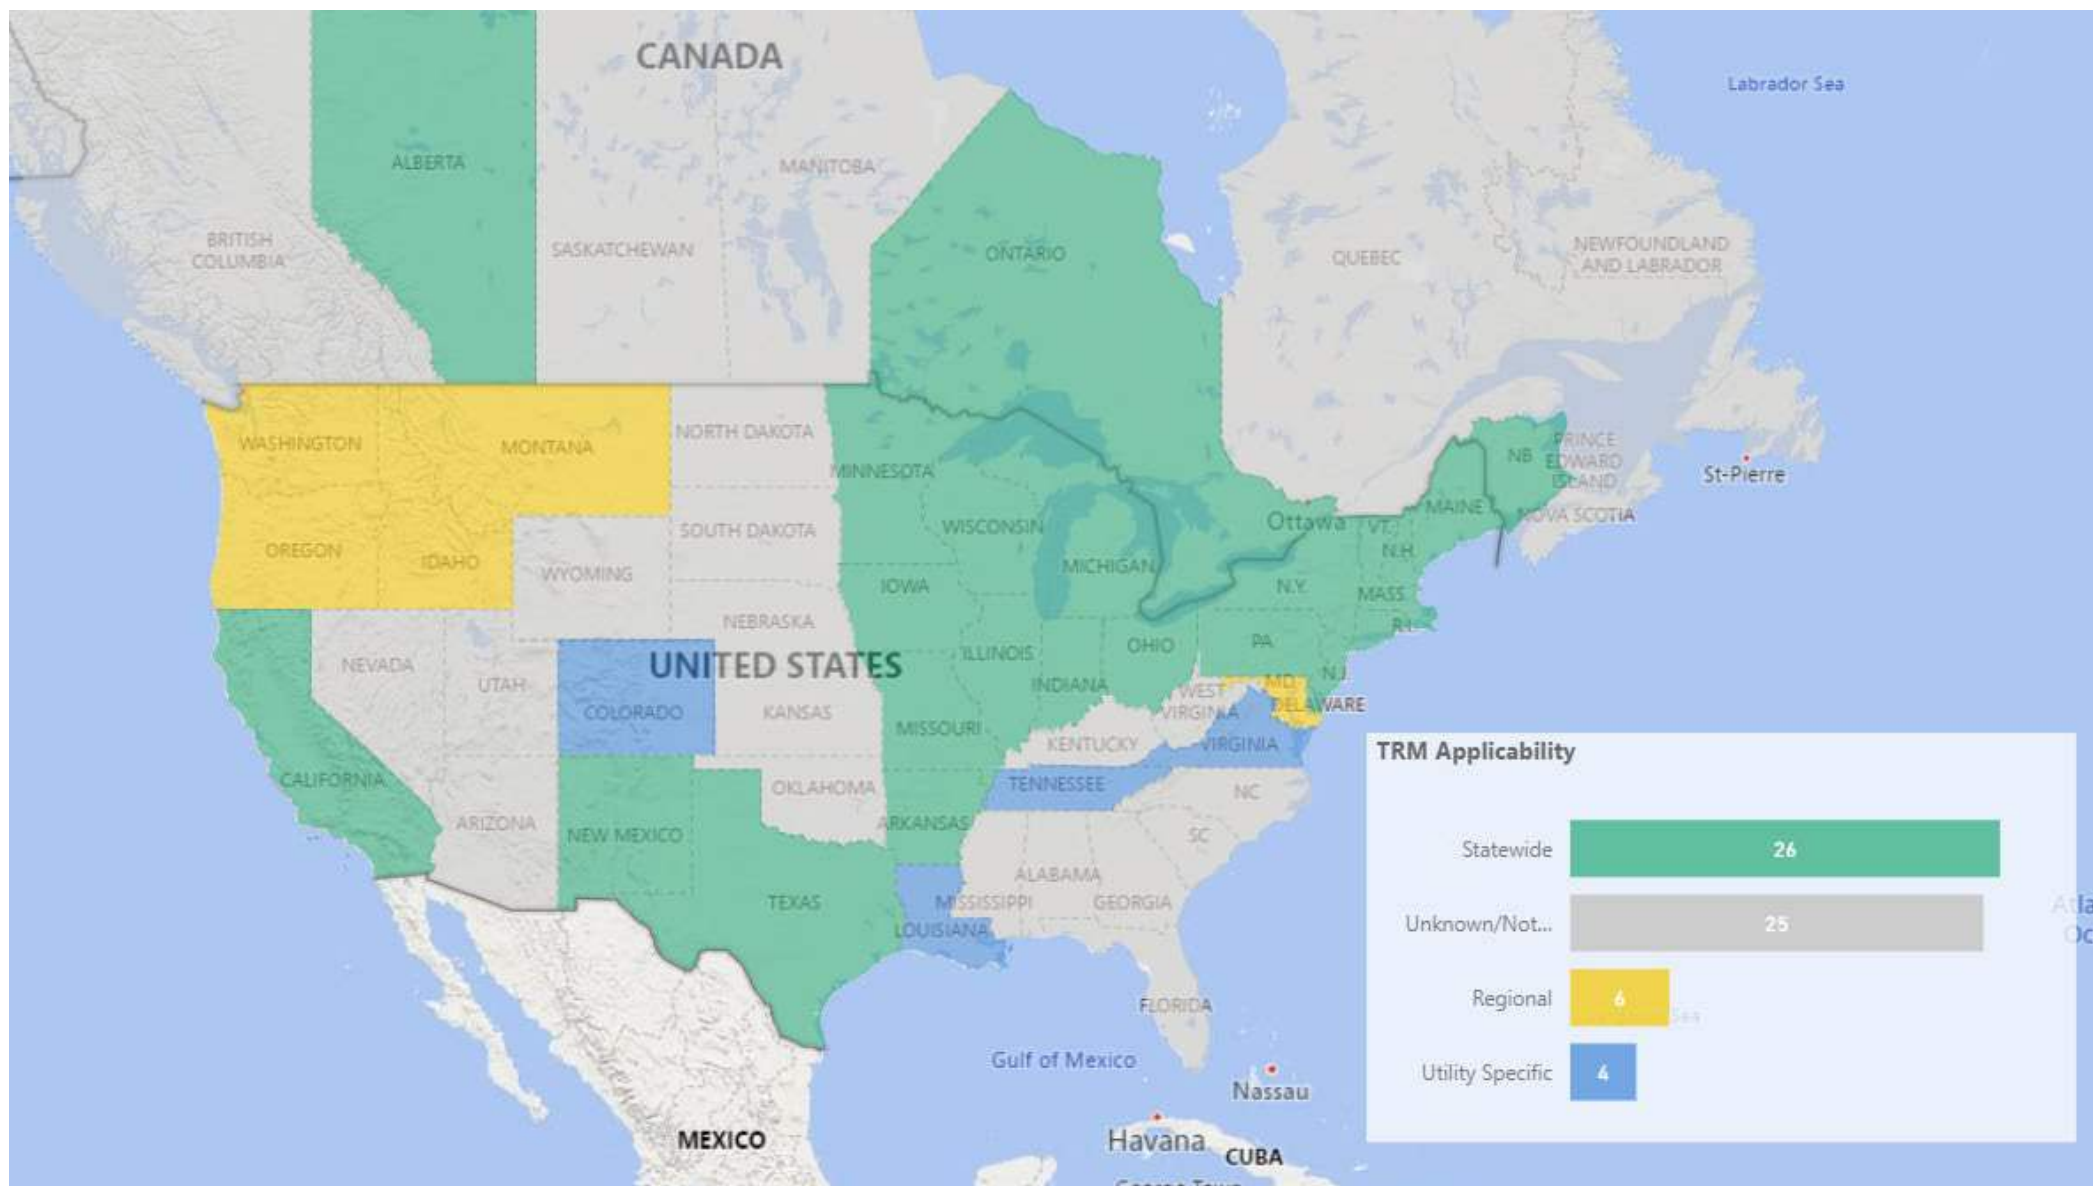 CANADA
Labrador Sea
ALBERTA
MANITOBA
BRITISH
COLUMBIA
SASKATCHEWAN
ONTARIO
QUEBEC
NEWFOUNDLAND
AND LABRADOR
WASHINGTON
MONTANA
NORTH DAKOTA
MINNESOTA
NB
PRINCE
EDWARD
ISLAND
St-Pierre
MAINE
NOVA SCOTIA
OREGON
IDAHO
SOUTH DAKOTA
WISCONSIN
Ottawa
VT.
N.H.
WYOMING
MICHIGAN
IOWA
N.Y.
MASS.
NEBRASKA
R.I.
NEVADA
UTAH
UNITED STATES
ILLINOIS
OHIO
PA
INDIANA
N.J.
MD
WEST
VIRGINIA
DELAWARE
COLORADO
KANSAS
MISSOURI
KENTUCKY
VIRGINIA
CALIFORNIA
OKLAHOMA
TENNESSEE
NC
ARIZONA
NEW MEXICO
ARKANSAS
SC
ALABAMA
TEXAS
MISSISSIPPI
GEORGIA
LOUISIANA
FLORIDA
Gulf of Mexico
Nassau
MEXICO
Havana
CUBA
TRM Applicability
Statewide
26
Unknown/Not...
25
Regional
6
Sea
Utility Specific
4